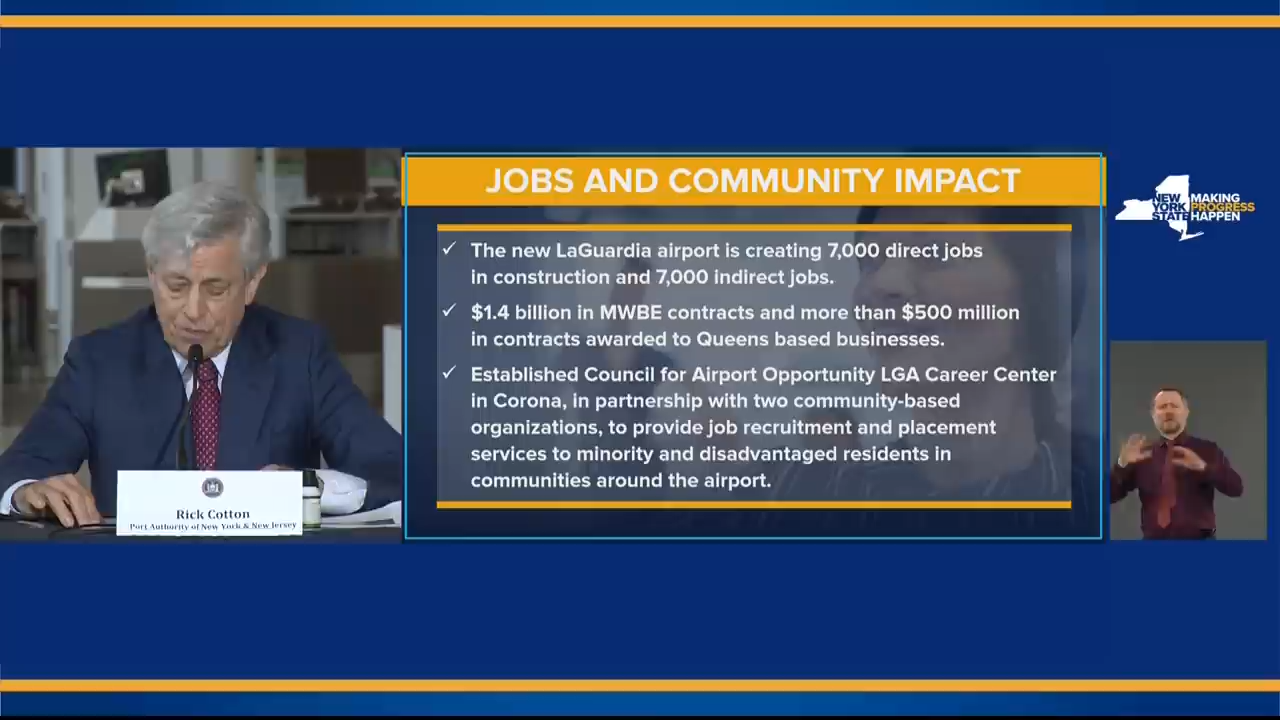 JOBS AND COMMUNITY IMPACT
✓ The new LaGuardia airport is creating 7,000 direct jobs
in construction and 7,000 indirect jobs.
✓ $1.4 billion in MWBE contracts and more than $500 million
in contracts awarded to Queens based businesses.
✓ Established Council for Airport Opportunity LGA Career Center
in Corona, in partnership with two community-based
organizations, to provide job recruitment and placement
services to minority and disadvantaged residents in
communities around the airport.
Rick Cotton
Port Authority of New York & New Jersey
NEW
YORK
STATE
MAKING
PROGRESS
HAPPEN